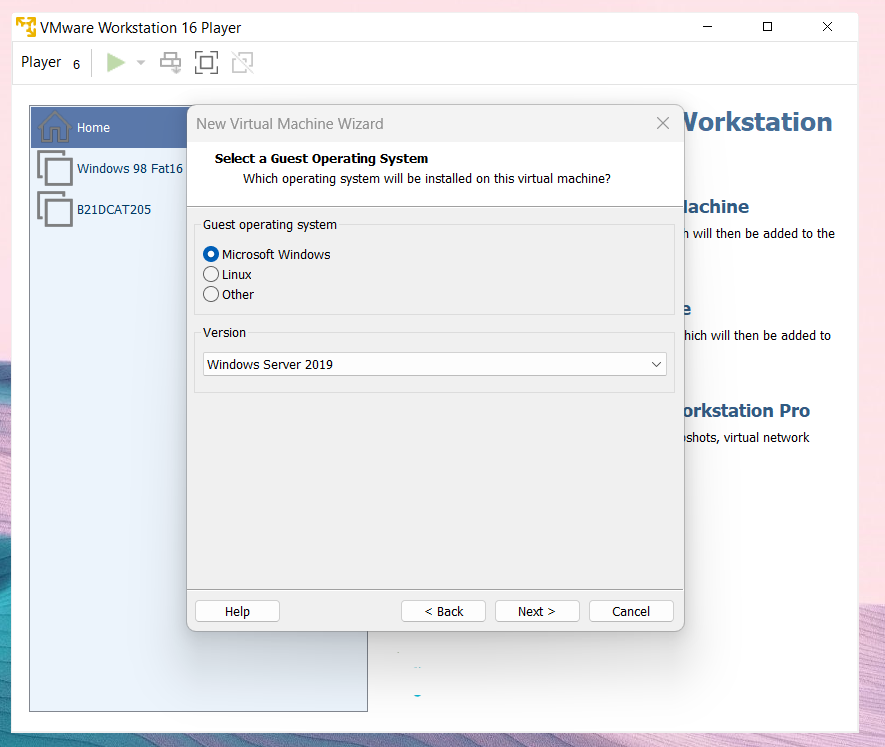 VMware Workstation 16 Player
Player 6
Home
Windows 98 Fat16
B21DCAT205
New Virtual Machine Wizard
Select a Guest Operating System
Which operating system will be installed on this virtual machine?
Guest operating system
Microsoft Windows
Linux
Other
Version
Windows Server 2019
Help
< Back
Next >
Cancel
Workstation
achine
will then be added to the
e
hich will then be added to
orkstation Pro
shots, virtual network